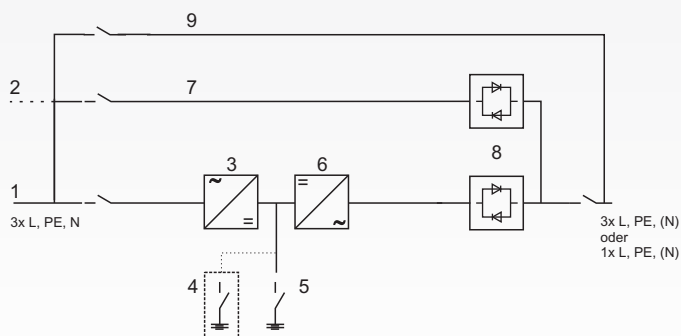 9
2
7
8
3
6
1
3x L, PE, N
3x L, PE, (N)
oder
1x L, PE, (N)
4
5